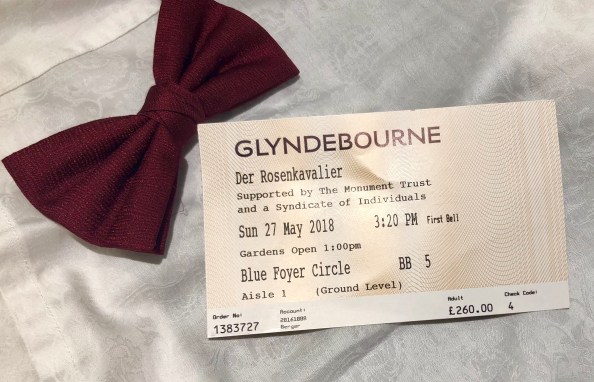 GLYNDEBOURNE
Der Rosenkavalier
Supported by The Monument Trust
and a Syndicate of Individuals
Sun 27 May 2018 3:20 PM First Bell
Gardens Open 1:00pm
Blue Foyer Circle BB 5
Aisle 1 (Ground Level)
Order No: Account: Adult Check Code:
1383727 20161806 £260.00 4
Berger